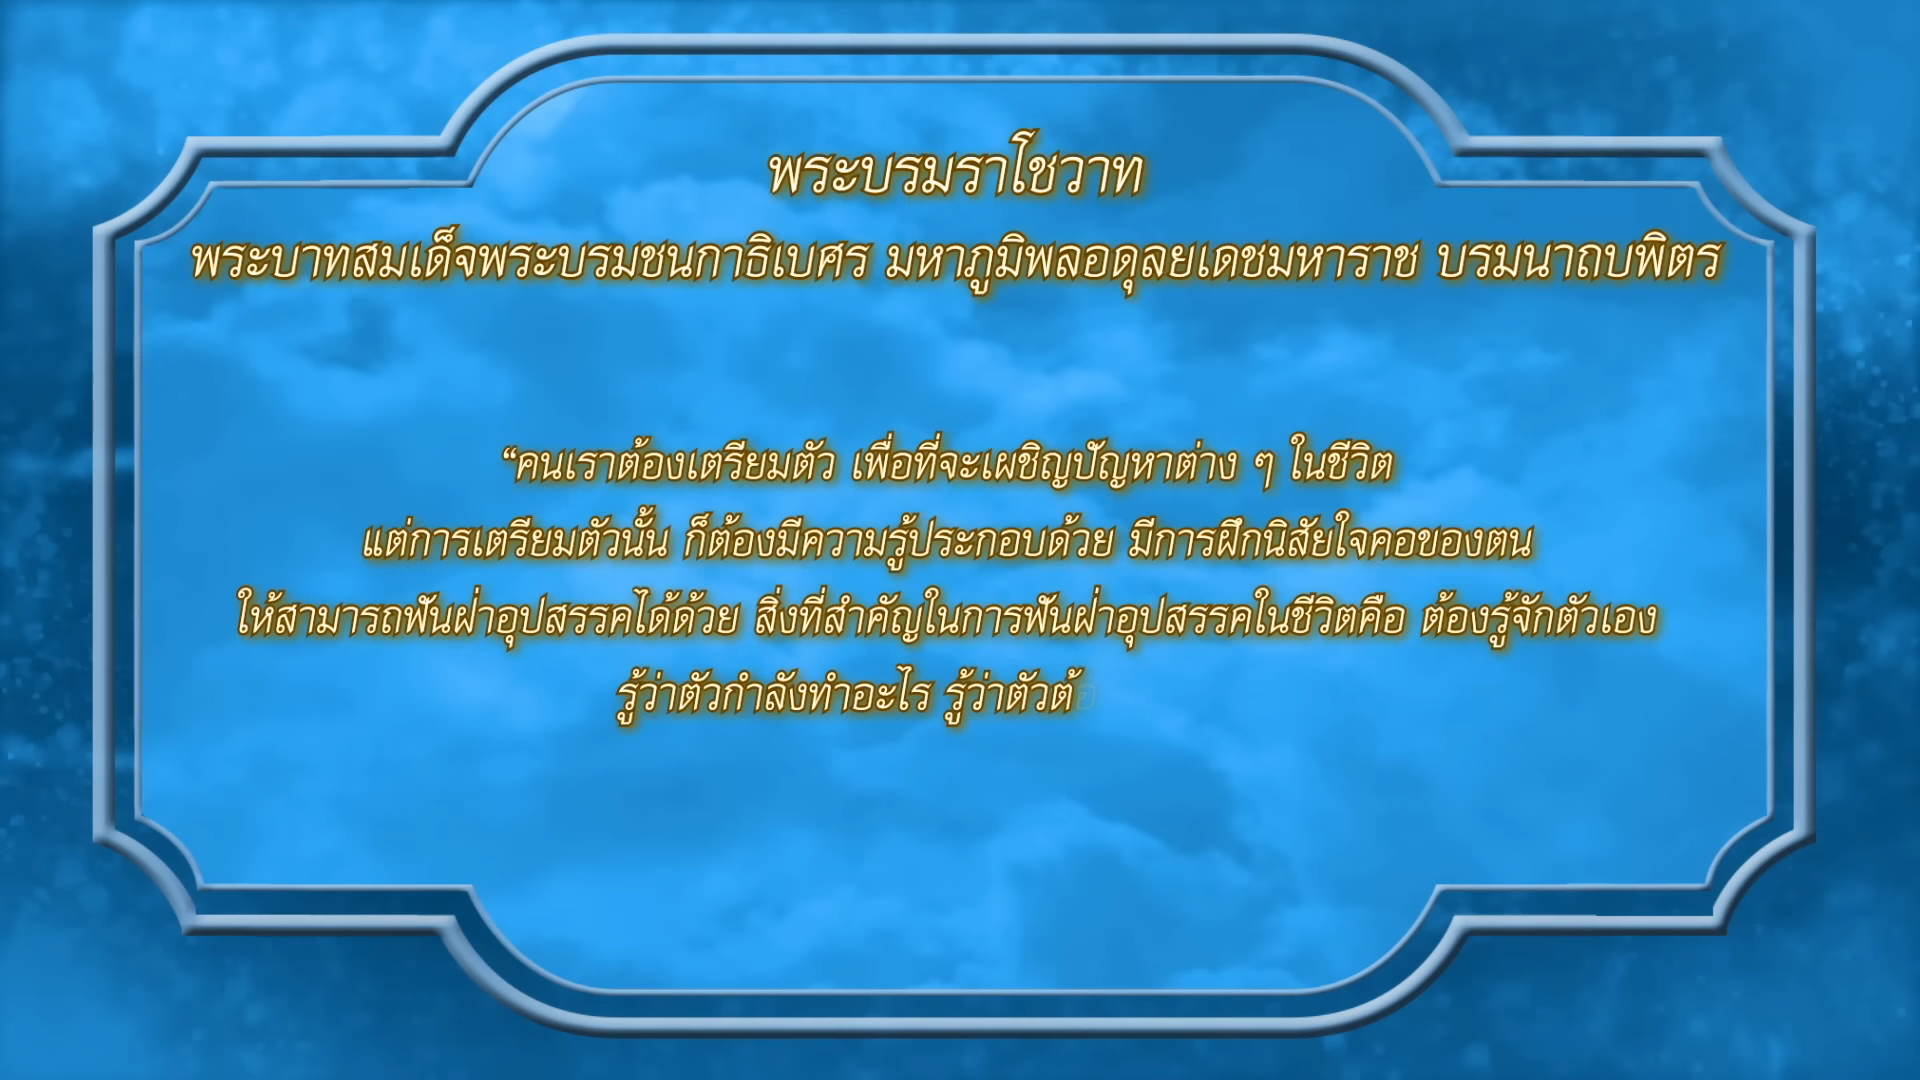 พระบรมราโชวาท
พระบาทสมเด็จพระบรมชนกาธิเบศร มหาภูมิพลอดุลยเดชมหาราช บรมนาถบพิตร
“คนเราต้องเตรียมตัว เพื่อที่จะเผชิญปัญหาต่าง ๆ ในชีวิต
แต่การเตรียมตัวนั้น ก็ต้องมีความรู้ประกอบด้วย มีการฝึกนิสัยใจคอของตน
ให้สามารถฟันฝ่าอุปสรรคได้ด้วย สิ่งที่สำคัญในการฟันฝ่าอุปสรรคในชีวิตคือ ต้องรู้จักตัวเอง
รู้ว่าตัวกำลังทำอะไร รู้ว่าตัวต้อ